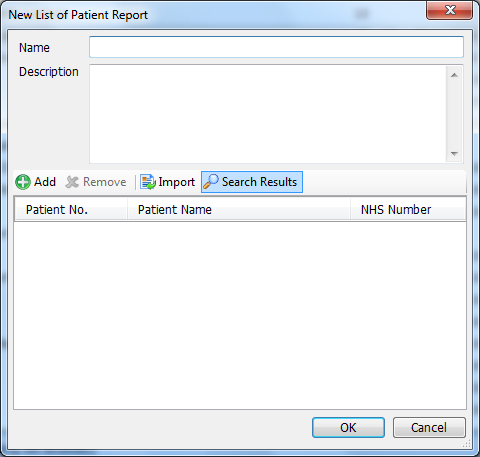 New List of Patient Report
Name
Description
Add Remove Import Search Results
Patient No. Patient Name NHS Number
OK Cancel